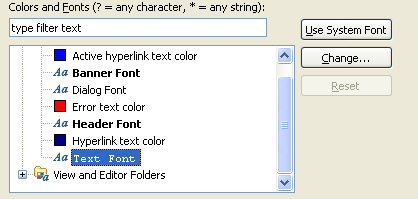 Colors and Fonts (? = any character, * = any string):
type filter text
Use System Font
Active hyperlink text color
Change...
Aa Banner Font
Aa Dialog Font
Reset
Error text color
Aa Header Font
Hyperlink text color
Aa Text Font
View and Editor Folders